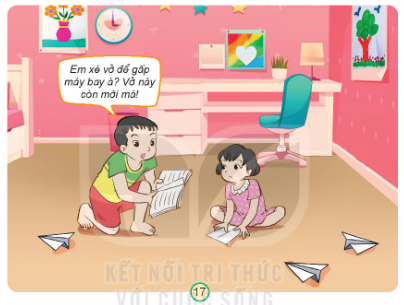 Em xé vở để gấp
máy bay à? Vở này
còn mới mà!
KẾT NỐI TRI THỨC
VỚI CUỘC SỐNG
17